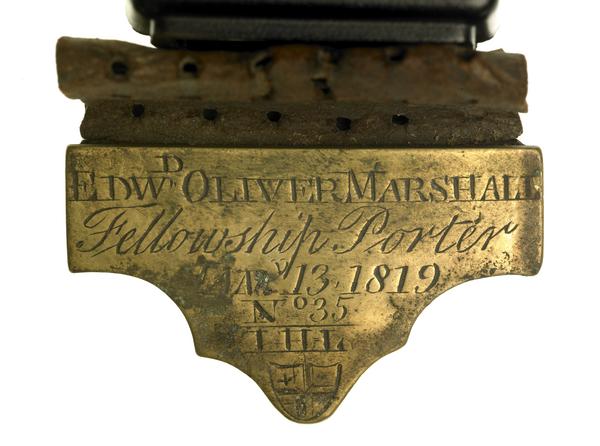 EDWD OLIVER MARSHALL
Fellowship Porter
JANY 13, 1819
No 35